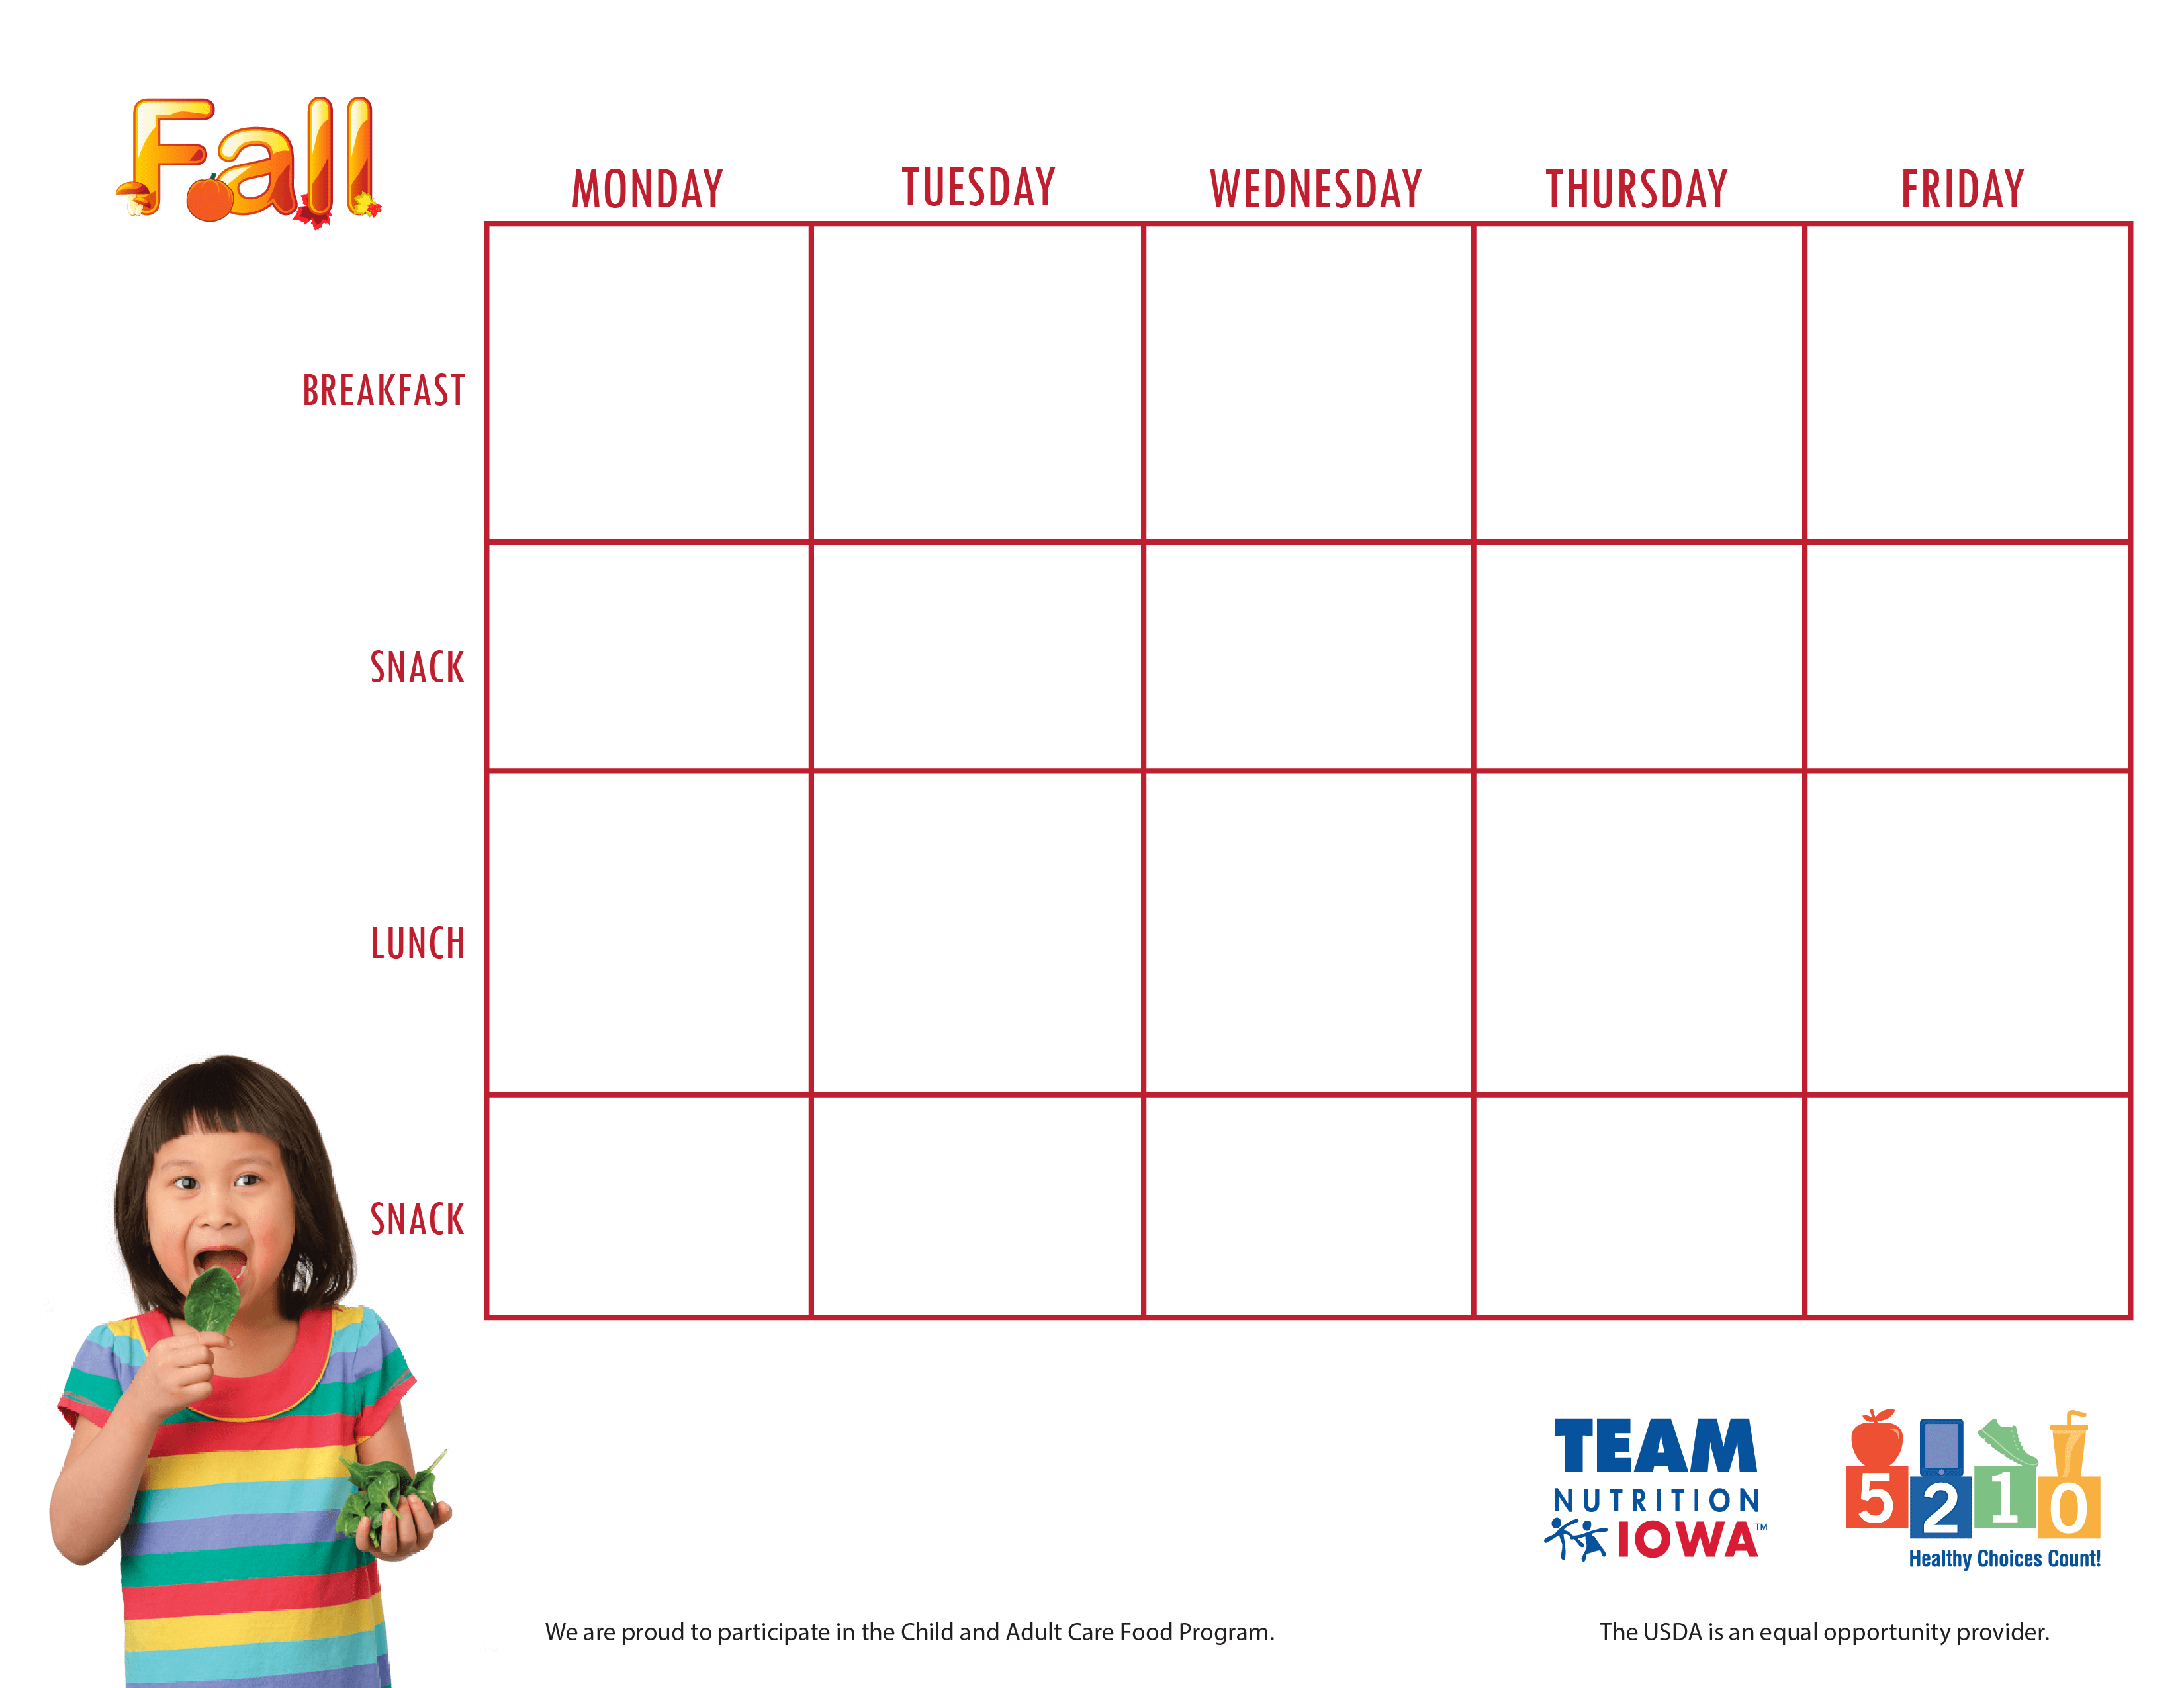 Fall
MONDAY TUESDAY WEDNESDAY THURSDAY FRIDAY
BREAKFAST
SNACK
LUNCH
SNACK
TEAM
NUTRITION
IOWA™
5 2 1 0
Healthy Choices Count!
We are proud to participate in the Child and Adult Care Food Program.
The USDA is an equal opportunity provider.